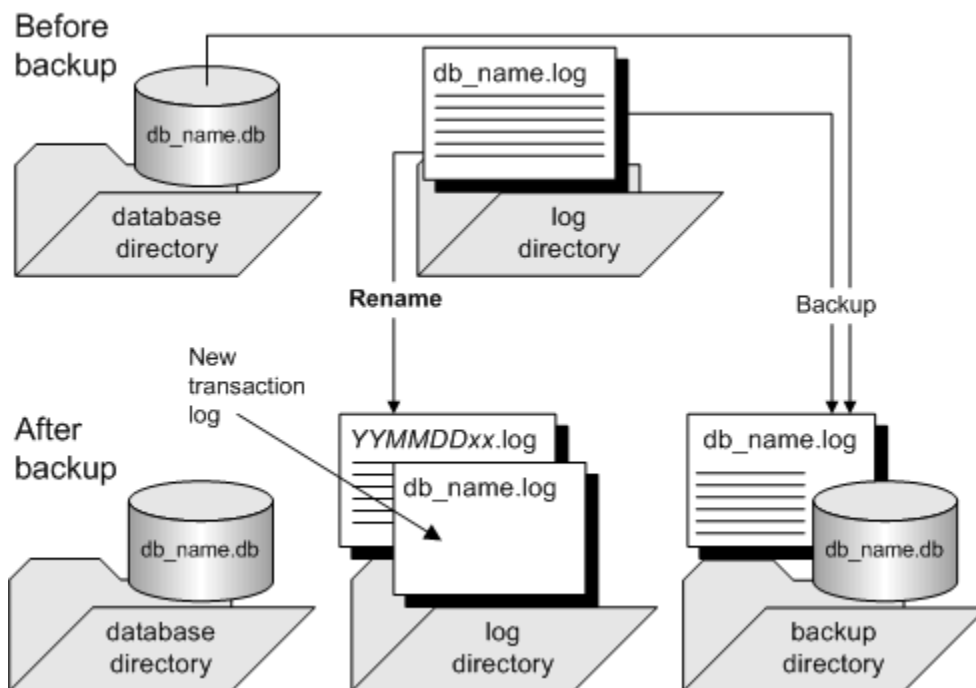 Before
backup
db_name.db
db_name.log
database
directory
log
directory
Rename
Backup
New
transaction
log
After
backup
YYMMDDxx.log
db_name.log
db_name.log
db_name.db
db_name.db
database
directory
log
directory
backup
directory